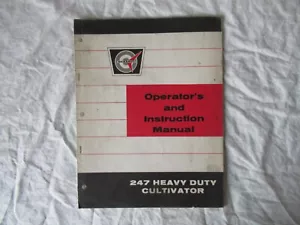 Operator's
and
Instruction
Manual
247 HEAVY DUTY
CULTIVATOR